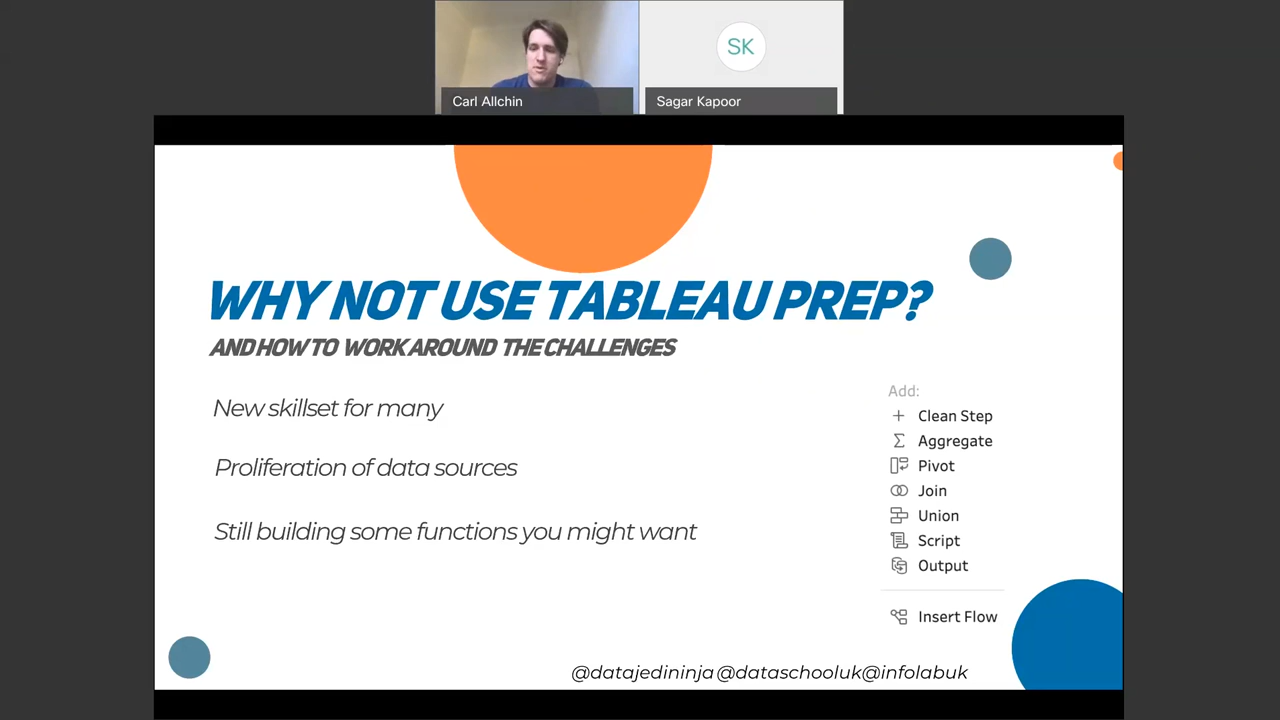 SK
Carl Allchin
Sagar Kapoor
WHY NOT USE TABLEAU PREP?
AND HOW TO WORK AROUND THE CHALLENGES
New skillset for many
Proliferation of data sources
Still building some functions you might want
Add:
Clean Step
Aggregate
Pivot
Join
Union
Script
Output
Insert Flow
@datajedininja @dataschooluk@infolabuk